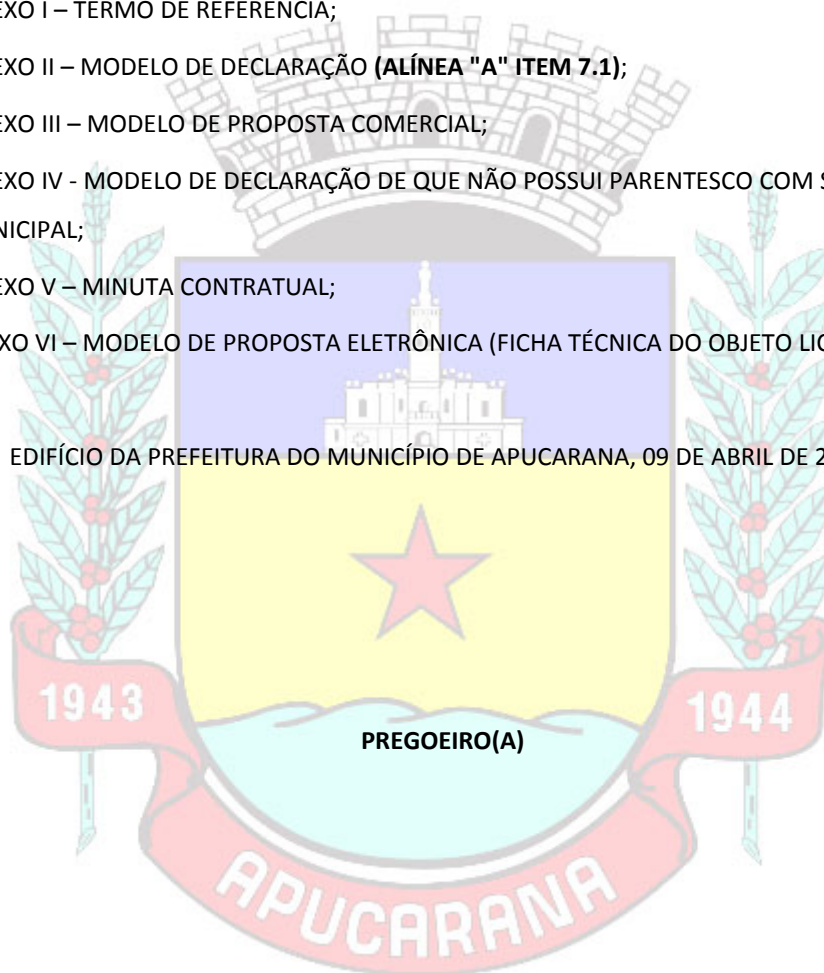 EXO I – TERMO DE REFERÊNCIA;
EXO II – MODELO DE DECLARAÇÃO (ALÍNEA "A" ITEM 7.1);
EXO III – MODELO DE PROPOSTA COMERCIAL;
EXO IV - MODELO DE DECLARAÇÃO DE QUE NÃO POSSUI PARENTESCO COM S
NICIPAL;
EXO V – MINUTA CONTRATUAL;
XO VI – MODELO DE PROPOSTA ELETRÔNICA (FICHA TÉCNICA DO OBJETO LIC
EDIFÍCIO DA PREFEITURA DO MUNICÍPIO DE APUCARANA, 09 DE ABRIL DE 2
1943
1944
PREGOEIRO(A)
APUCARANA